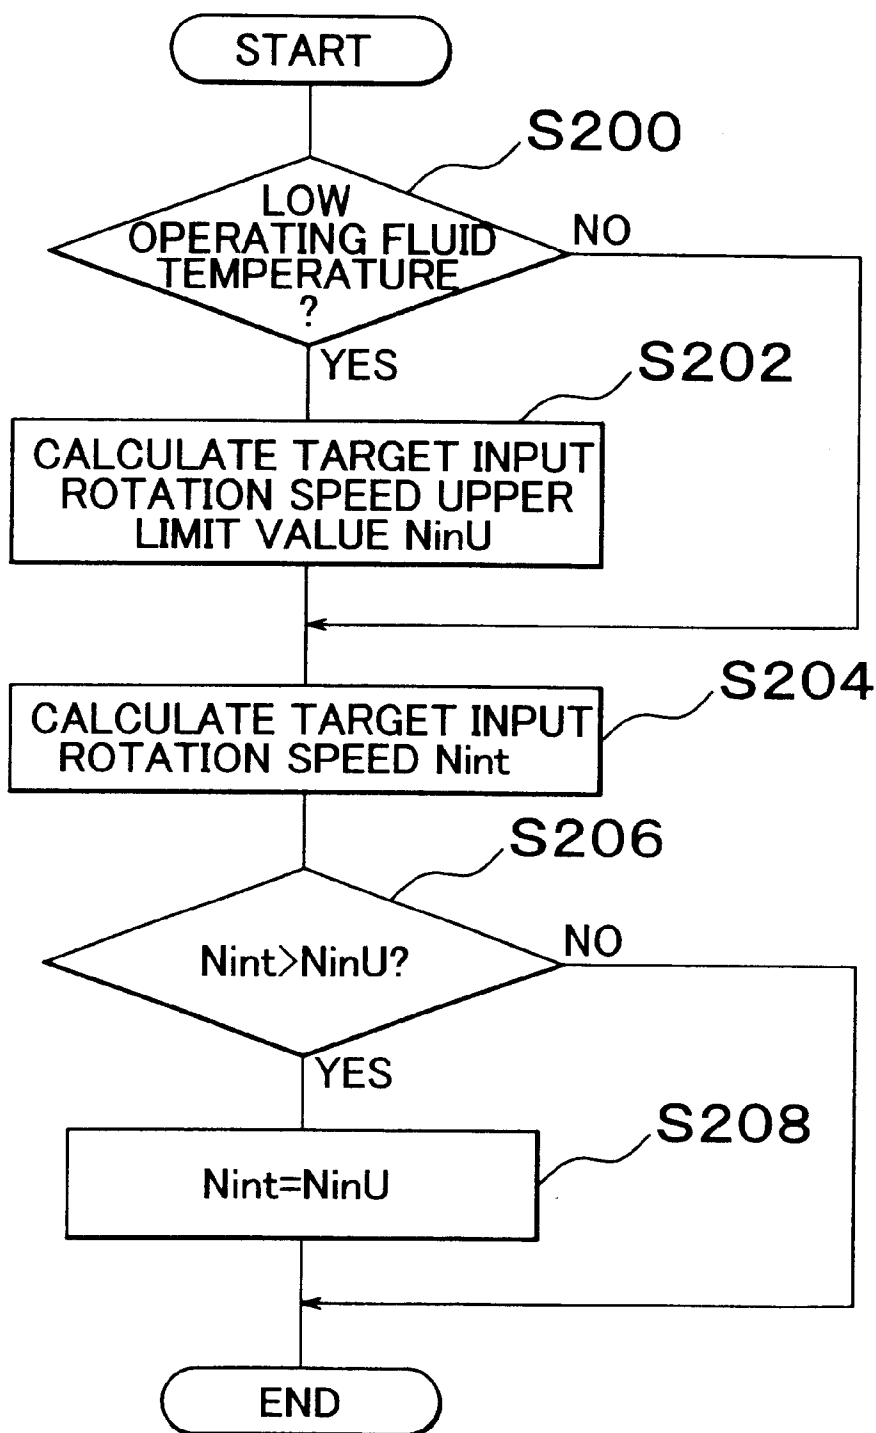 START
S200
LOW
OPERATING FLUID
TEMPERATURE
?
NO
YES
S202
CALCULATE TARGET INPUT
ROTATION SPEED UPPER
LIMIT VALUE NinU
S204
CALCULATE TARGET INPUT
ROTATION SPEED Nint
S206
Nint>NinU?
NO
YES
S208
Nint=NinU
END